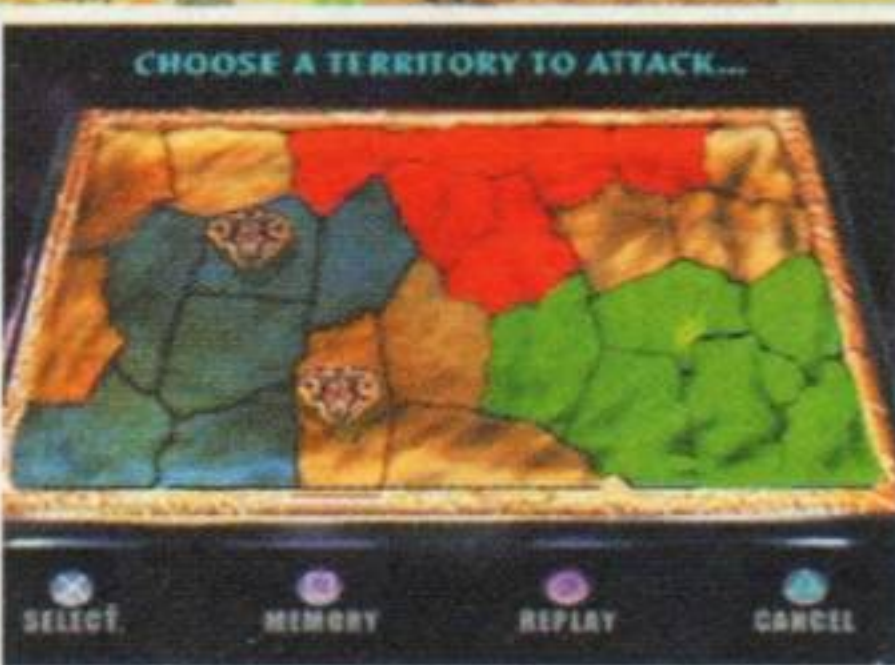 CHOOSE A TERRITORY TO ATTACK...
SELECT
MEMORY
REPLAY
CANCEL